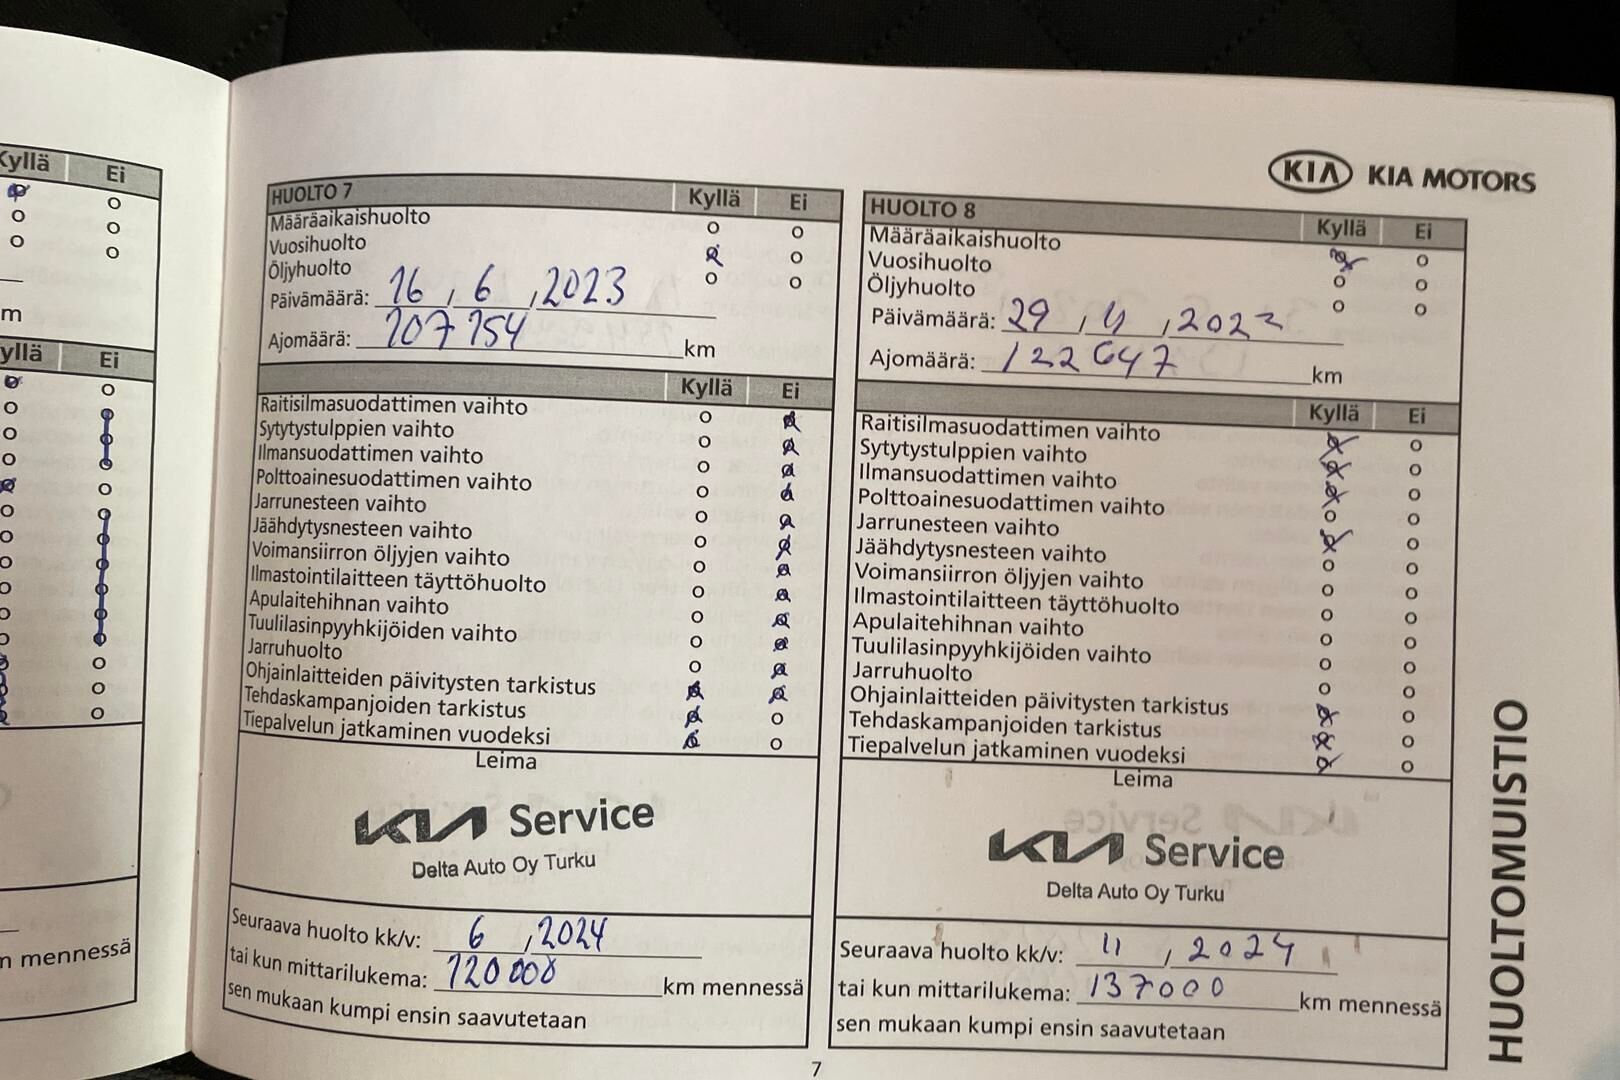 Kyllä Ei
m
yllä Ei
m mennessä
KIA KIA MOTORS
HUOLTO 7 Kyllä Ei
Määräaikaishuolto
Vuosihuolto
Öljyhuolto
Päivämäärä: 16, 6, 2023
Ajomäärä: 107 154 km
Kyllä Ei
Raitisilmasuodattimen vaihto
Sytytystulppien vaihto
Ilmansuodattimen vaihto
Polttoainesuodattimen vaihto
Jarrunesteen vaihto
Jäähdytysnesteen vaihto
Voimansiirron öljyjen vaihto
Ilmastointilaitteen täyttöhuolto
Apulaitehihnan vaihto
Tuulilasinpyyhkijöiden vaihto
Jarruhuolto
Ohjainlaitteiden päivitysten tarkistus
Tehdaskampanjoiden tarkistus
Tiepalvelun jatkaminen vuodeksi
Leima
KIA Service
Delta Auto Oy Turku
Seuraava huolto kk/v: 6, 2024
tai kun mittarilukema: 120 000 km mennessä
sen mukaan kumpi ensin saavutetaan
HUOLTO 8 Kyllä Ei
Määräaikaishuolto
Vuosihuolto
Öljyhuolto
Päivämäärä: 29, 11, 2023
Ajomäärä: 122 647 km
Kyllä Ei
Raitisilmasuodattimen vaihto
Sytytystulppien vaihto
Ilmansuodattimen vaihto
Polttoainesuodattimen vaihto
Jarrunesteen vaihto
Jäähdytysnesteen vaihto
Voimansiirron öljyjen vaihto
Ilmastointilaitteen täyttöhuolto
Apulaitehihnan vaihto
Tuulilasinpyyhkijöiden vaihto
Jarruhuolto
Ohjainlaitteiden päivitysten tarkistus
Tehdaskampanjoiden tarkistus
Tiepalvelun jatkaminen vuodeksi
Leima
KIA Service
Delta Auto Oy Turku
Seuraava huolto kk/v: 11, 2024
tai kun mittarilukema: 137000 km mennessä
sen mukaan kumpi ensin saavutetaan
HUOLTOMUISTIO
7